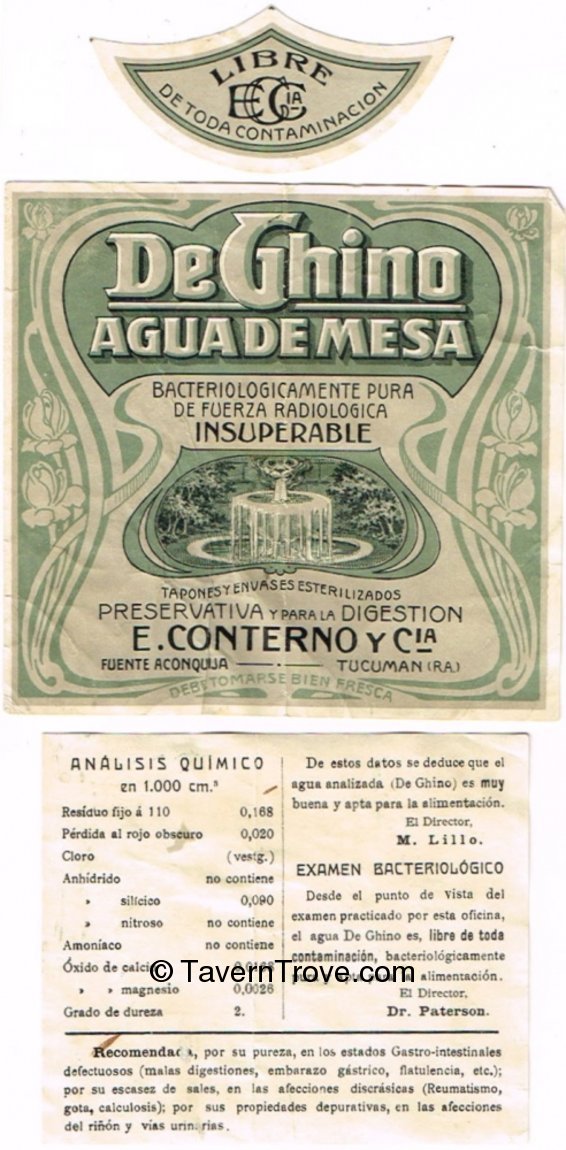 LIBRE
ECGIA
DE TODA CONTAMINACION
De Ghino
AGUA DE MESA
BACTERIOLOGICAMENTE PURA
DE FUERZA RADIOLOGICA
INSUPERABLE
TAPONES Y ENVASES ESTERILIZADOS
PRESERVATIVA Y PARA LA DIGESTION
E. CONTERNO Y CIA
FUENTE ACONQUIJA — TUCUMAN (R.A.)
DEBE TOMARSE BIEN FRESCA
ANÁLISIS QUÍMICO
en 1.000 cm.³
Residuo fijo á 110 0,168
Pérdida al rojo obscuro 0,020
Cloro (vestg.)
Anhídrido no contiene
» silícico 0,090
» nitroso no contiene
Amoníaco no contiene
Óxido de calcio
» » magnesio 0,0026
Grado de dureza 2.
De estos datos se deduce que el
agua analizada (De Ghino) es muy
buena y apta para la alimentación.
El Director,
M. Lillo.
EXAMEN BACTERIOLÓGICO
Desde el punto de vista del
examen practicado por esta oficina,
el agua De Ghino es, libre de toda
contaminación, bacteriológicamente
pura y apta para la alimentación.
El Director,
Dr. Paterson.
© TavernTrove.com
Recomendada, por su pureza, en los estados Gastro-intestinales
defectuosos (malas digestiones, embarazo gástrico, flatulencia, etc.);
por su escasez de sales, en las afecciones discrásicas (Reumatismo,
gota, calculosis); por sus propiedades depurativas, en las afecciones
del riñón y vías urinarias.